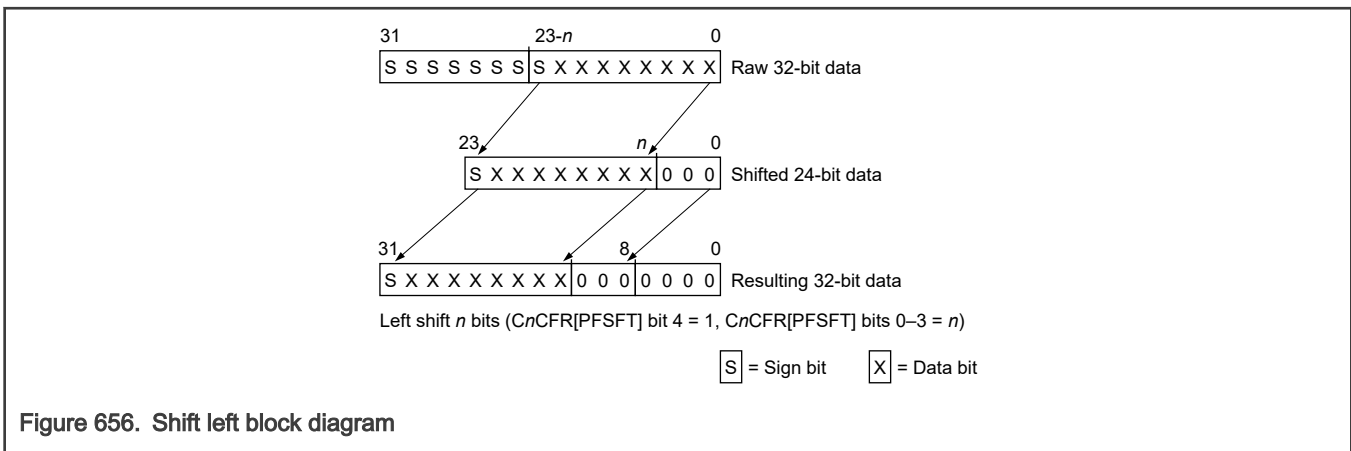 31 23-n 0
S S S S S S S S X X X X X X X X Raw 32-bit data
23 n 0
S X X X X X X X X 0 0 0 Shifted 24-bit data
31 8 0
S X X X X X X X X 0 0 0 0 0 0 0 Resulting 32-bit data
Left shift n bits (CnCFR[PFSFT] bit 4 = 1, CnCFR[PFSFT] bits 0–3 = n)
S = Sign bit X = Data bit
Figure 656. Shift left block diagram